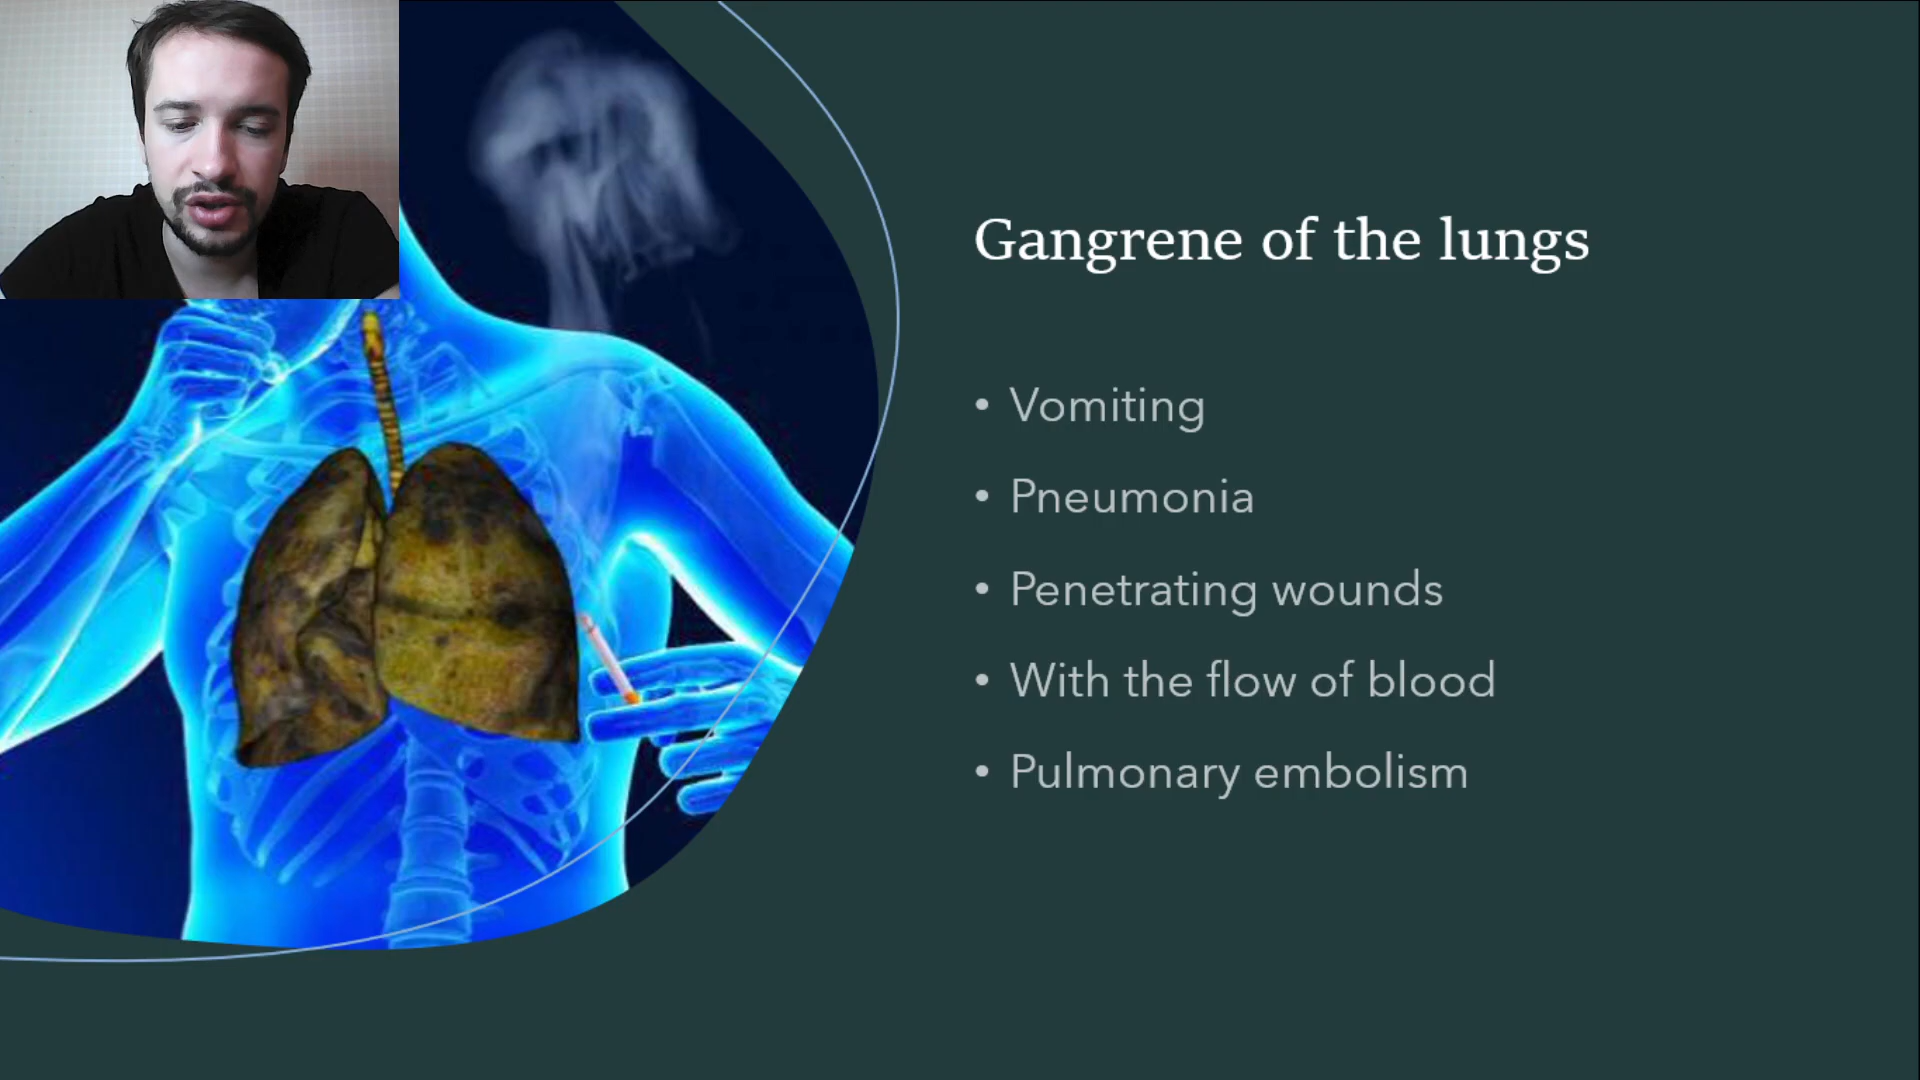 Gangrene of the lungs
• Vomiting
• Pneumonia
• Penetrating wounds
• With the flow of blood
• Pulmonary embolism